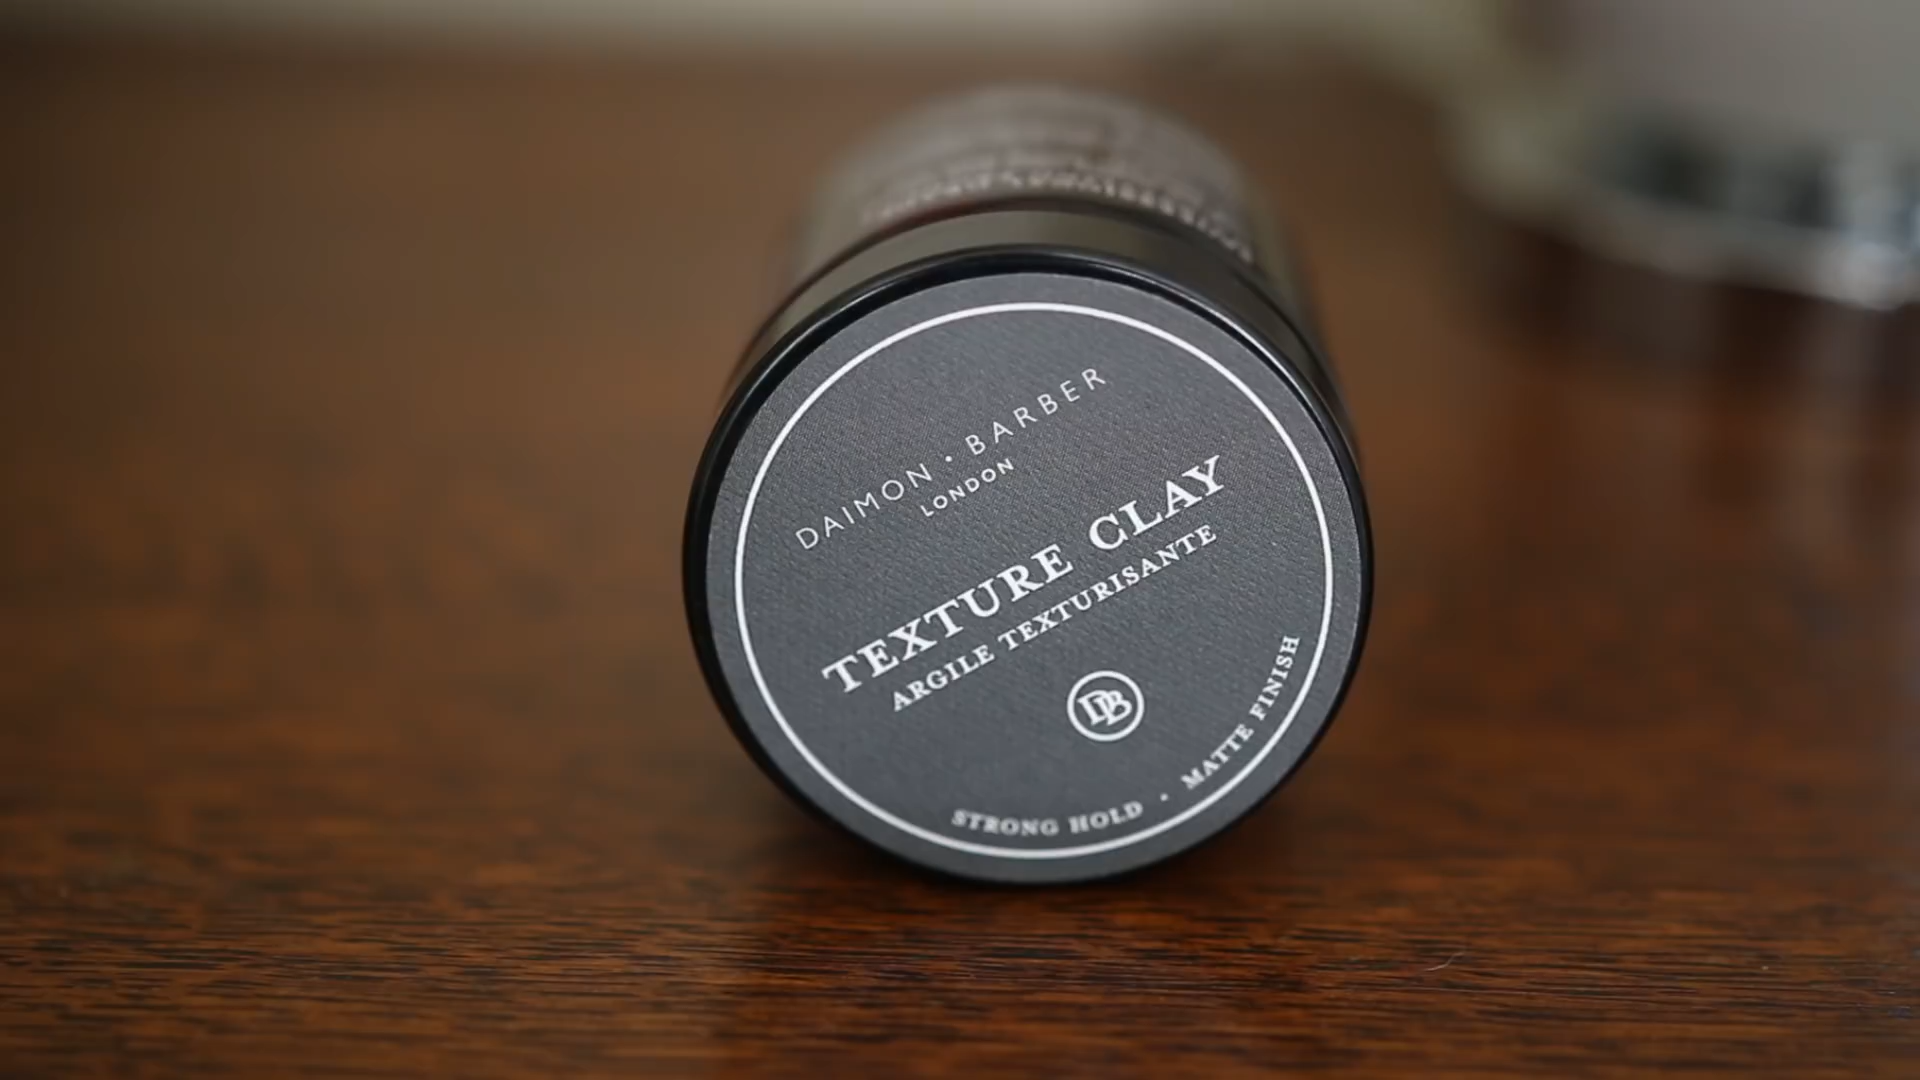 DAIMON · BARBER
LONDON
TEXTURE CLAY
ARGILE TEXTURISANTE
DB
STRONG HOLD · MATTE FINISH